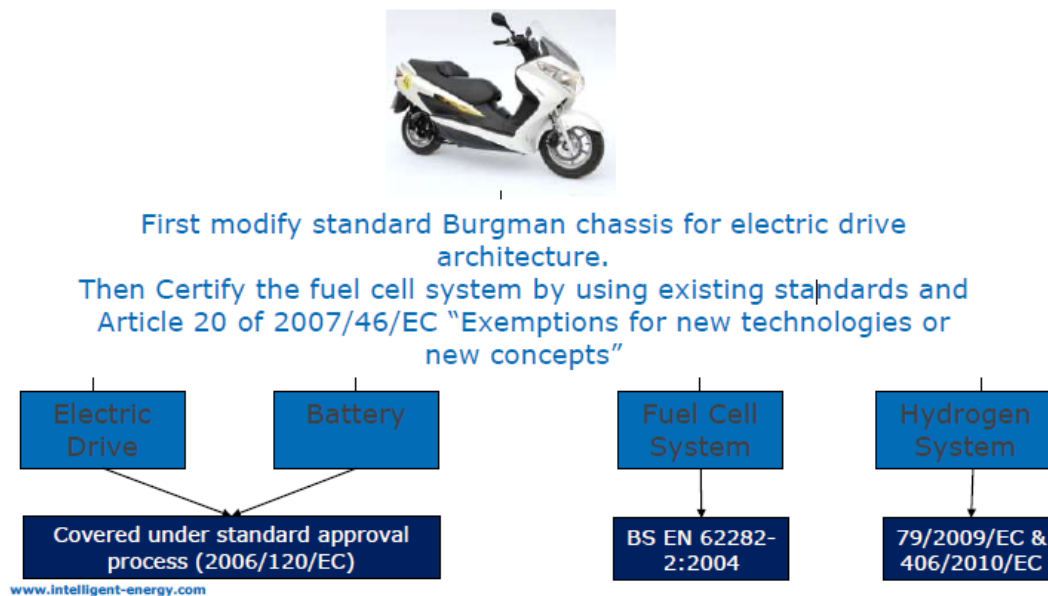 First modify standard Burgman chassis for electric drive
architecture.
Then Certify the fuel cell system by using existing standards and
Article 20 of 2007/46/EC “Exemptions for new technologies or
new concepts”
Electric
Drive
Battery
Fuel Cell
System
Hydrogen
System
Covered under standard approval
process (2006/120/EC)
BS EN 62282-
2:2004
79/2009/EC &
406/2010/EC
www.intelligent-energy.com